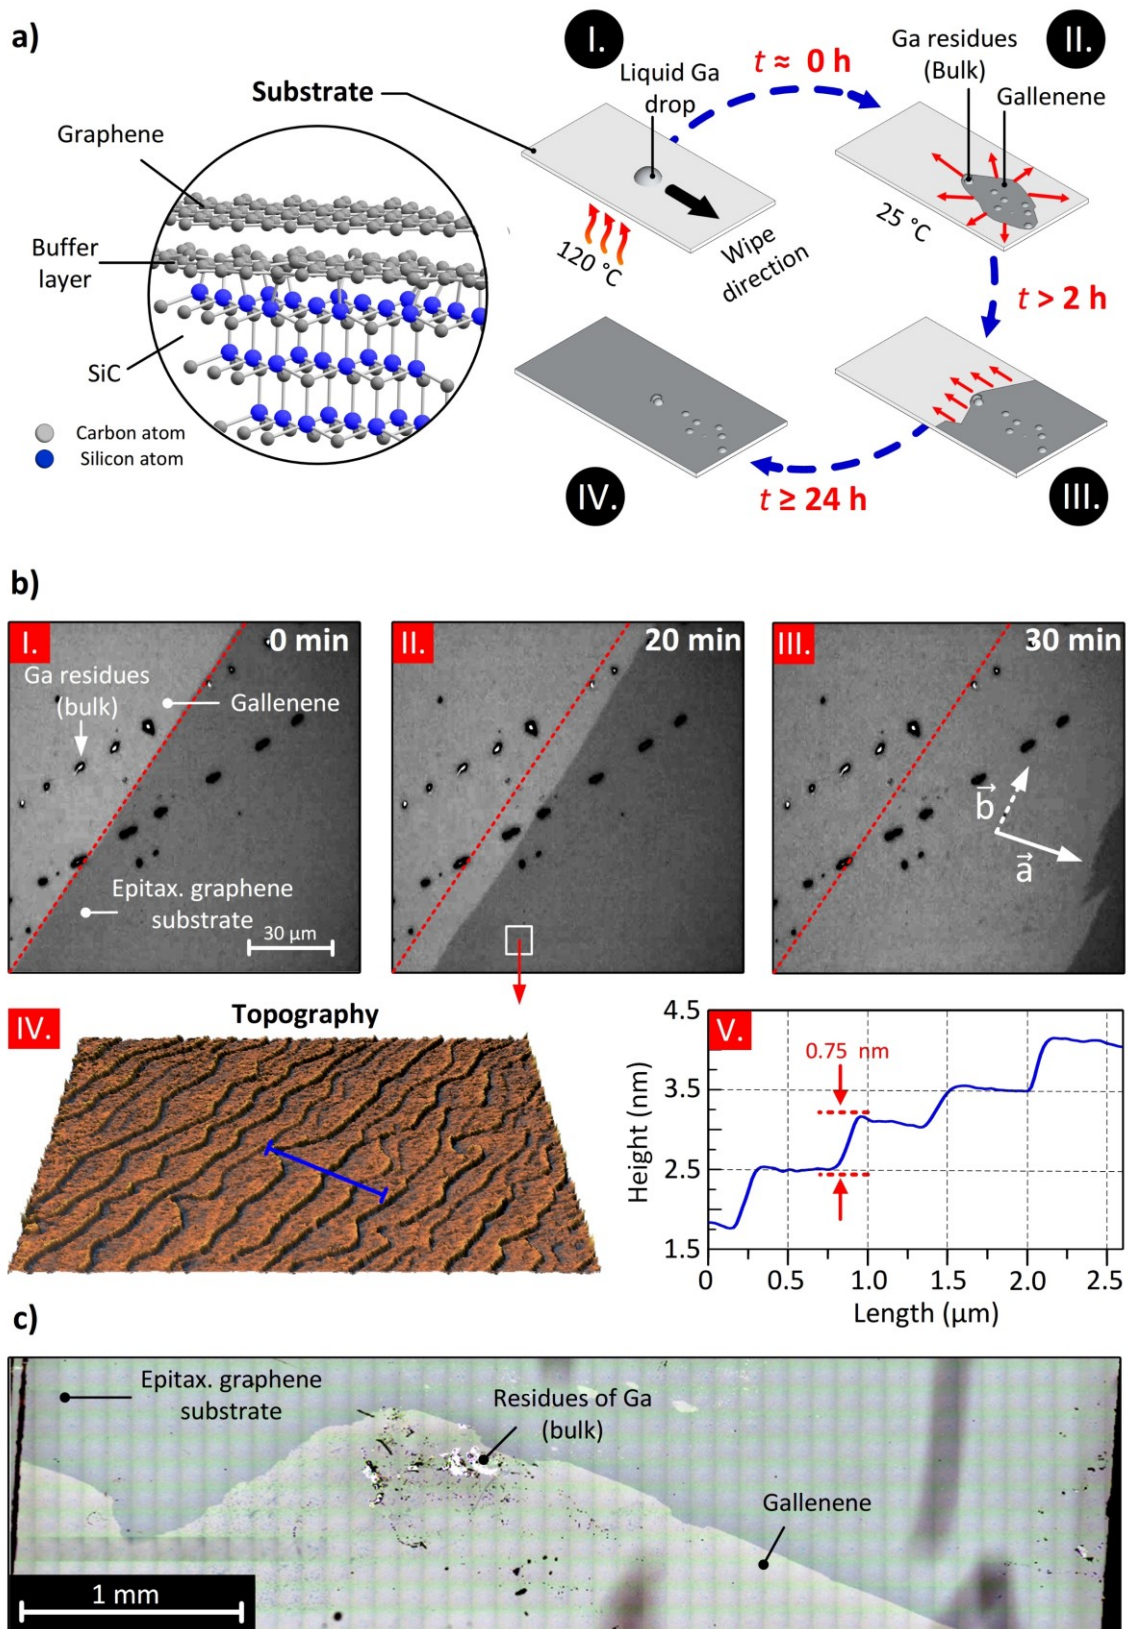 a)
Substrate
Graphene
Buffer
layer
SiC
Carbon atom
Silicon atom
I.
Liquid Ga
drop
120 °C
Wipe
direction
t ≈ 0 h
II.
Ga residues
(Bulk)
Gallenene
25 °C
t > 2 h
III.
t ≥ 24 h
IV.
b)
I.
0 min
Ga residues
(bulk)
Gallenene
Epitax. graphene
substrate
30 µm
II.
20 min
III.
30 min
b
a
IV.
Topography
V.
0.75 nm
Height (nm)
4.5
3.5
2.5
1.5
0
0.5
1.0
1.5
2.0
2.5
Length (µm)
c)
Epitax. graphene
substrate
Residues of Ga
(bulk)
Gallenene
1 mm